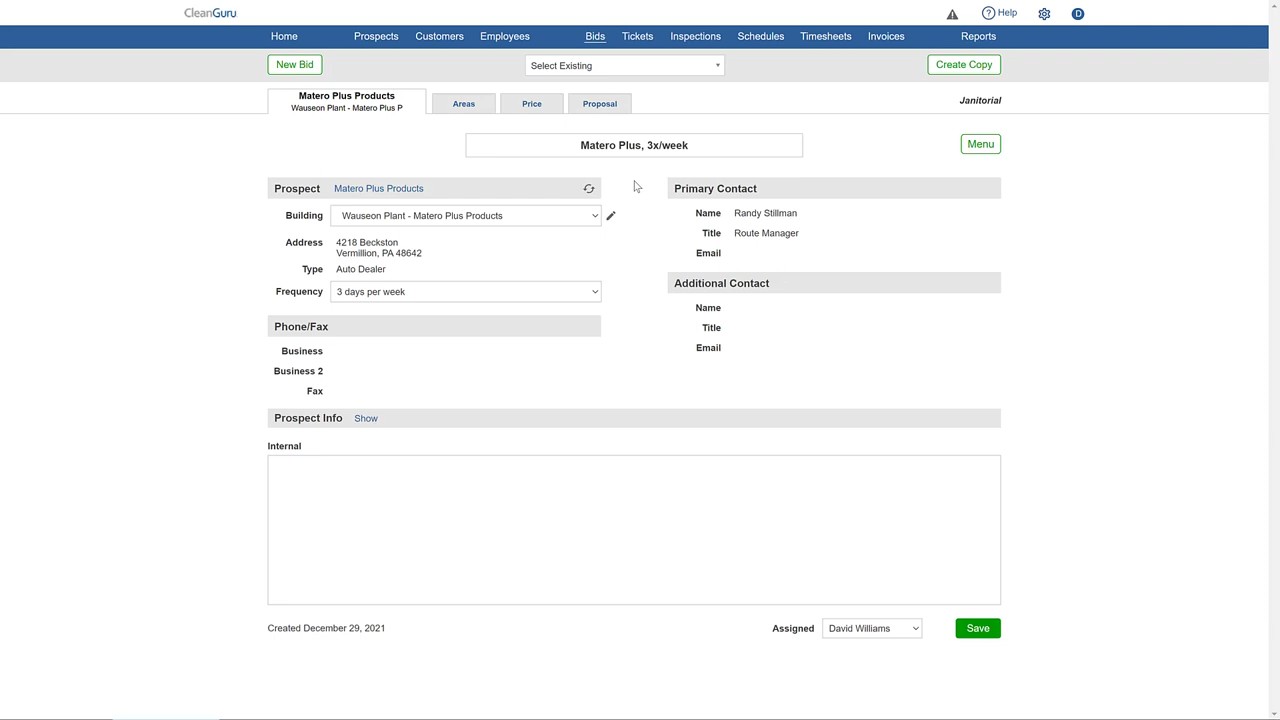 CleanGuru
Help
D
Home Prospects Customers Employees Bids Tickets Inspections Schedules Timesheets Invoices Reports
New Bid Select Existing Create Copy
Matero Plus Products
Wauseon Plant - Matero Plus P
Areas Price Proposal Janitorial
Matero Plus, 3x/week Menu
Prospect Matero Plus Products
Building Wauseon Plant - Matero Plus Products
Address 4218 Beckston
Vermillion, PA 48642
Type Auto Dealer
Frequency 3 days per week
Phone/Fax
Business
Business 2
Fax
Primary Contact
Name Randy Stillman
Title Route Manager
Email
Additional Contact
Name
Title
Email
Prospect Info Show
Internal
Created December 29, 2021 Assigned David Williams Save